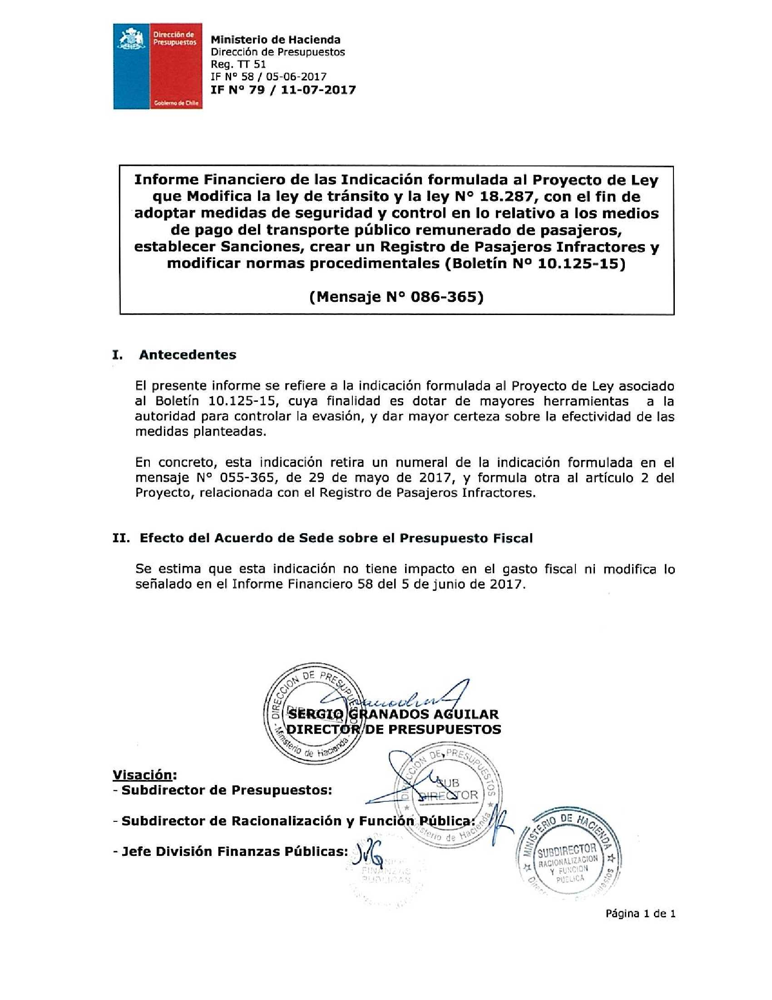 Dirección de
Presupuestos
Gobierno de Chile
Ministerio de Hacienda
Dirección de Presupuestos
Reg. TT 51
IF Nº 58 / 05-06-2017
IF Nº 79 / 11-07-2017
Informe Financiero de las Indicación formulada al Proyecto de Ley
que Modifica la ley de tránsito y la ley Nº 18.287, con el fin de
adoptar medidas de seguridad y control en lo relativo a los medios
de pago del transporte público remunerado de pasajeros,
establecer Sanciones, crear un Registro de Pasajeros Infractores y
modificar normas procedimentales (Boletín Nº 10.125-15)
(Mensaje Nº 086-365)
I. Antecedentes
El presente informe se refiere a la indicación formulada al Proyecto de Ley asociado
al Boletín 10.125-15, cuya finalidad es dotar de mayores herramientas a la
autoridad para controlar la evasión, y dar mayor certeza sobre la efectividad de las
medidas planteadas.
En concreto, esta indicación retira un numeral de la indicación formulada en el
mensaje Nº 055-365, de 29 de mayo de 2017, y formula otra al artículo 2 del
Proyecto, relacionada con el Registro de Pasajeros Infractores.
II. Efecto del Acuerdo de Sede sobre el Presupuesto Fiscal
Se estima que esta indicación no tiene impacto en el gasto fiscal ni modifica lo
señalado en el Informe Financiero 58 del 5 de junio de 2017.
DIRECCION DE PRESUPUESTOS
DIRECTOR
Ministerio de Hacienda
SERGIO GRANADOS AGUILAR
DIRECTOR DE PRESUPUESTOS
DIRECCION DE PRESUPUESTOS
SUB
DIRECTOR
Ministerio de Hacienda
Visación:
- Subdirector de Presupuestos:
- Subdirector de Racionalización y Función Pública:
- Jefe División Finanzas Públicas:
FINANZAS
PUBLICAS
MINISTERIO DE HACIENDA
SUBDIRECTOR
RACIONALIZACION
Y FUNCION
PUBLICA
Página 1 de 1